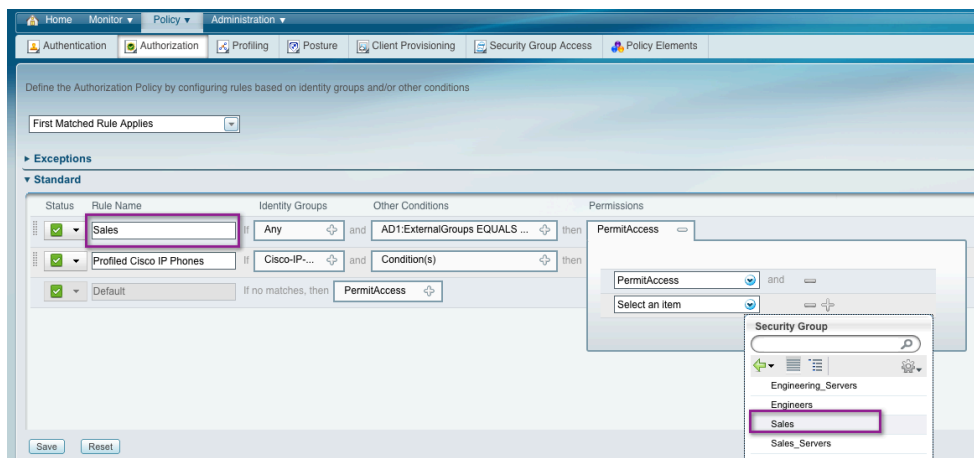 Home Monitor Policy Administration
Authentication Authorization Profiling Posture Client Provisioning Security Group Access Policy Elements
Define the Authorization Policy by configuring rules based on identity groups and/or other conditions
First Matched Rule Applies
Exceptions
Standard
Status Rule Name Identity Groups Other Conditions Permissions
Sales If Any and AD1:ExternalGroups EQUALS ... then PermitAccess
Profiled Cisco IP Phones If Cisco-IP-... and Condition(s) then
PermitAccess and
Default If no matches, then PermitAccess
Select an item
Security Group
Engineering_Servers
Engineers
Sales
Sales_Servers
Save Reset